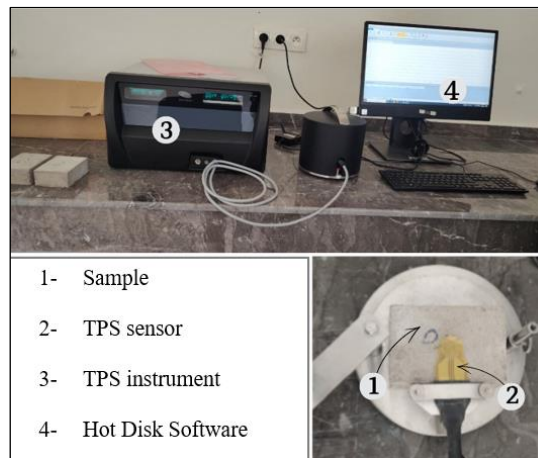 3
4
1- Sample
2- TPS sensor
3- TPS instrument
4- Hot Disk Software
1
2